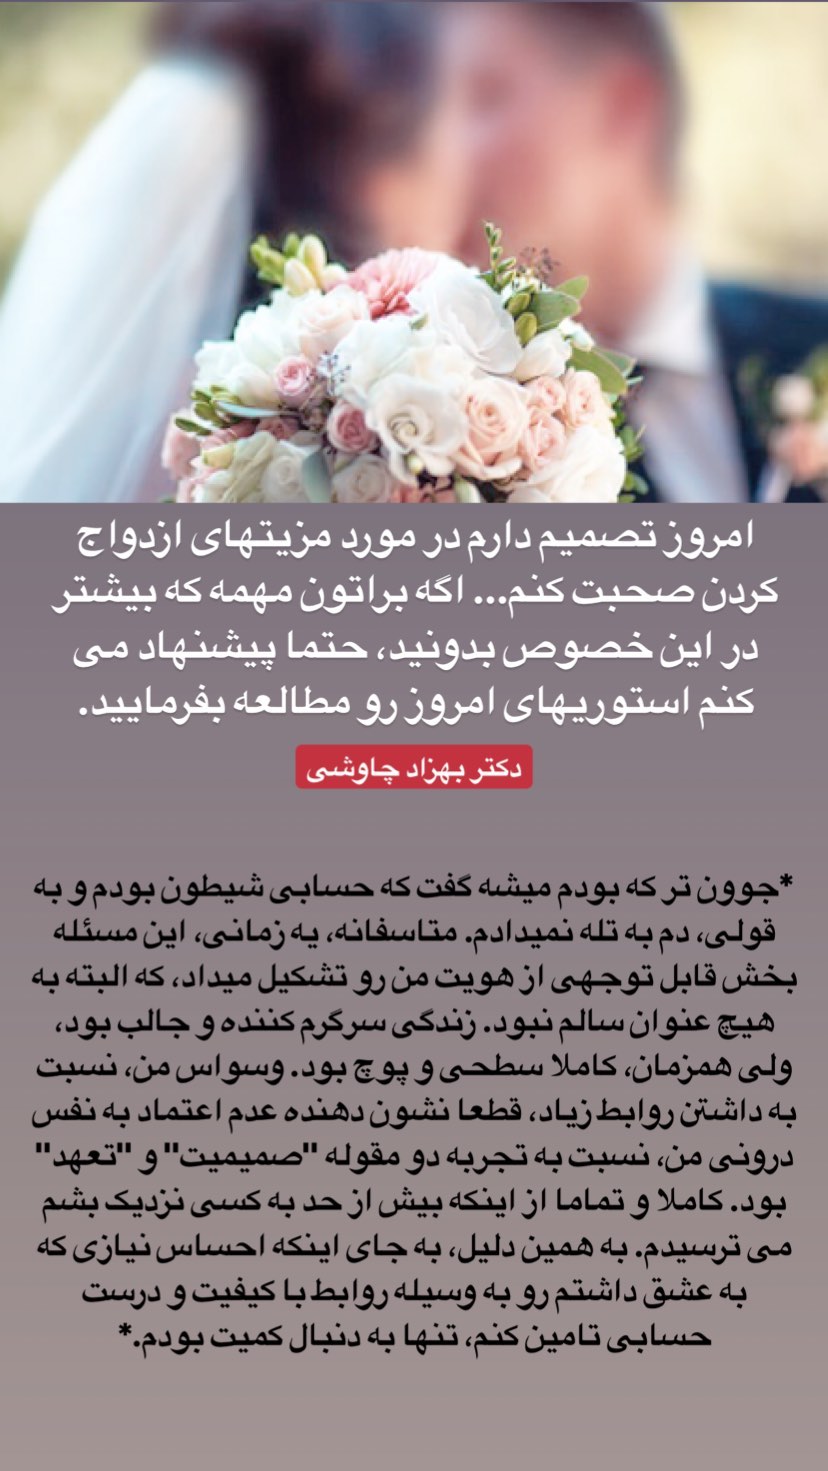 امروز تصمیم دارم در مورد مزیتهای ازدواج
کردن صحبت کنم... اگه براتون مهمه که بیشتر
در این خصوص بدونید، حتما پیشنهاد می
کنم استوریهای امروز رو مطالعه بفرمایید.
دکتر بهزاد چاوشی
*جوون تر که بودم میشه گفت که حسابی شیطون بودم و به
قولی، دم به تله نمیدادم. متاسفانه، یه زمانی، این مسئله
بخش قابل توجهی از هویت من رو تشکیل میداد، که البته به
هیچ عنوان سالم نبود. زندگی سرگرم کننده و جالب بود،
ولی همزمان، کاملا سطحی و پوچ بود. وسواس من، نسبت
به داشتن روابط زیاد، قطعا نشون دهنده عدم اعتماد به نفس
درونی من، نسبت به تجربه دو مقوله "صمیمیت" و "تعهد"
بود. کاملا و تماما از اینکه بیش از حد به کسی نزدیک بشم
می ترسیدم. به همین دلیل، به جای اینکه احساس نیازی که
به عشق داشتم رو به وسیله روابط با کیفیت و درست
حسابی تامین کنم، تنها به دنبال کمیت بودم.*